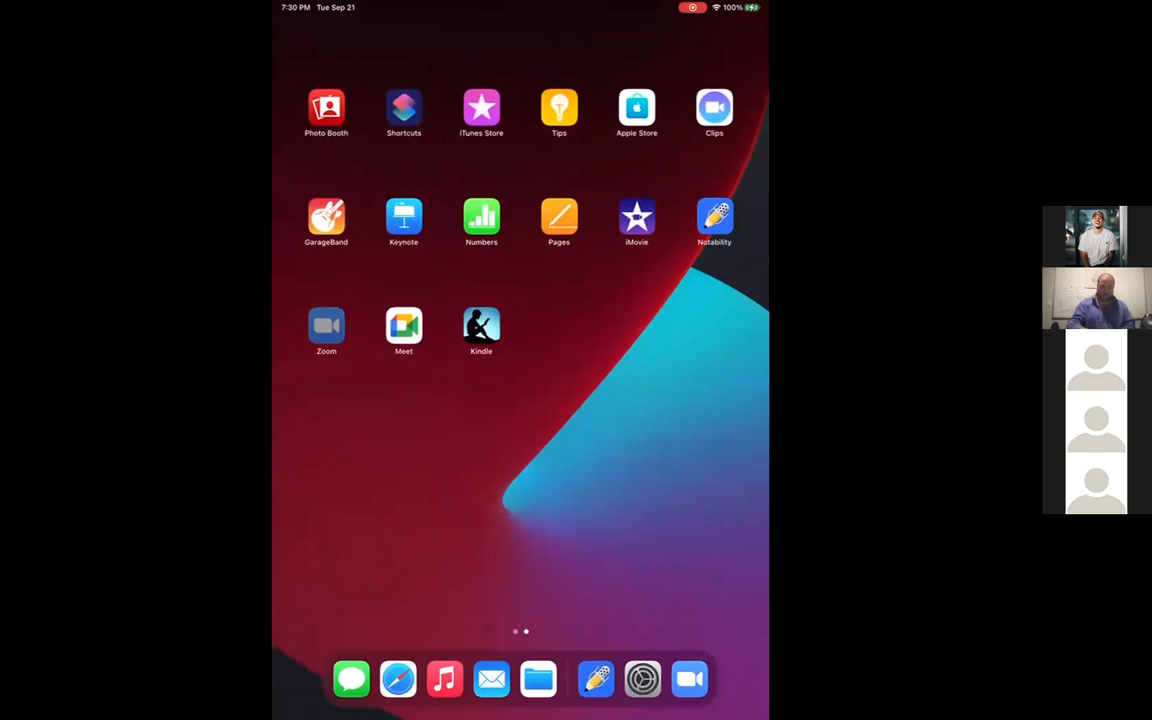 7:30 PM Tue Sep 21
100%
Photo Booth Shortcuts iTunes Store Tips Apple Store Clips
GarageBand Keynote Numbers Pages iMovie Notability
Zoom Meet Kindle